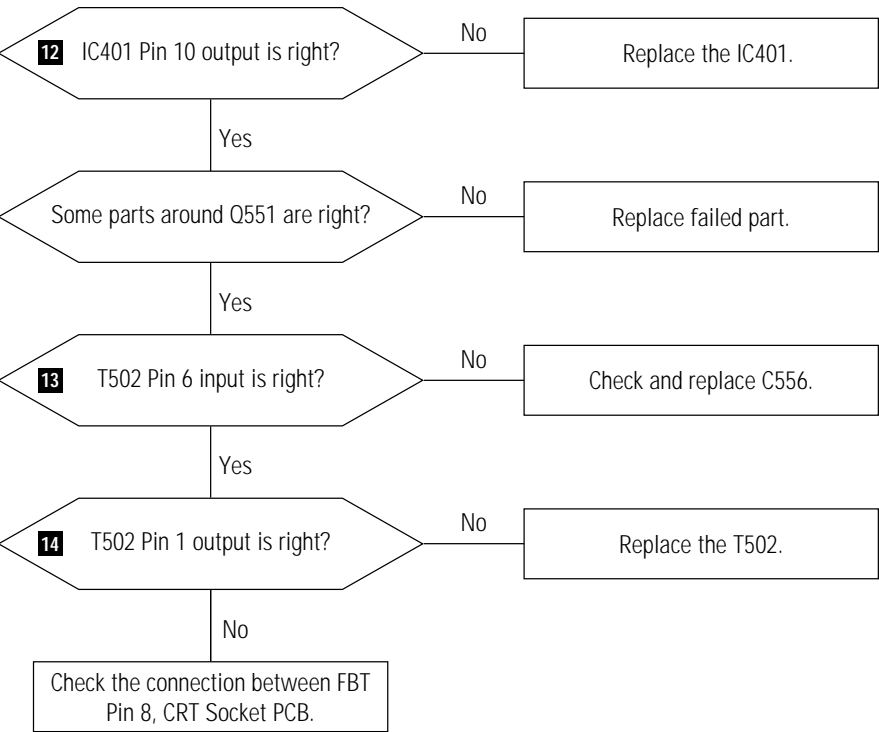 12 IC401 Pin 10 output is right?
No
Replace the IC401.
Yes
Some parts around Q551 are right?
No
Replace failed part.
Yes
13 T502 Pin 6 input is right?
No
Check and replace C556.
Yes
14 T502 Pin 1 output is right?
No
Replace the T502.
No
Check the connection between FBT
Pin 8, CRT Socket PCB.